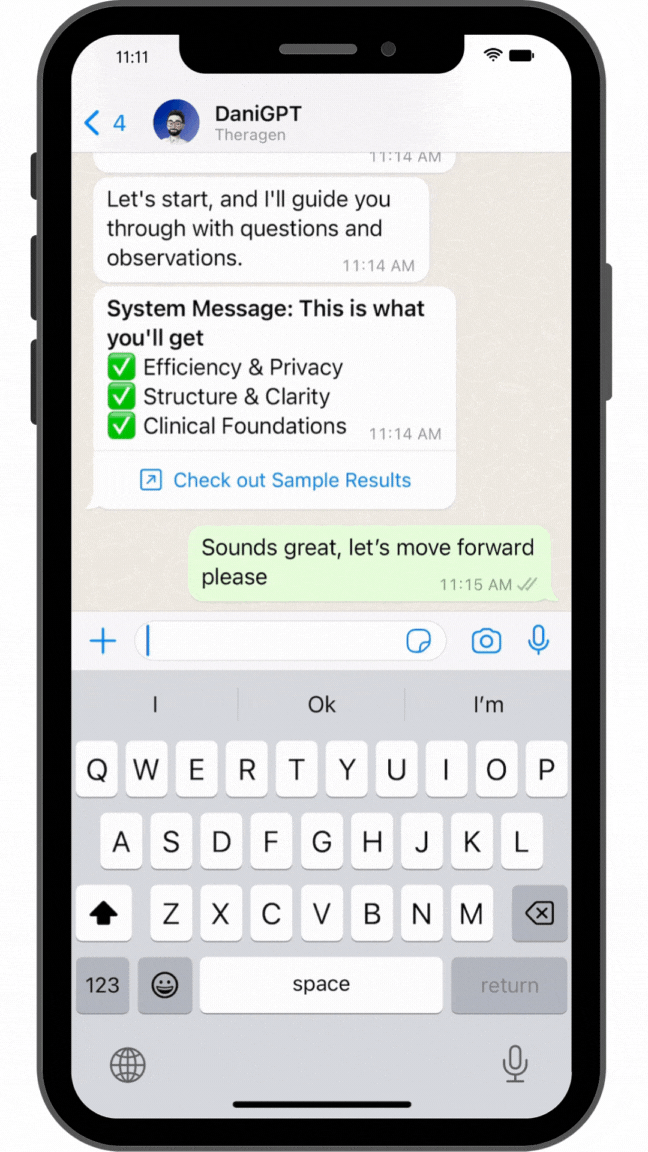 11:11
4
DaniGPT
Theragen
11:14 AM
Let's start, and I'll guide you
through with questions and
observations.
11:14 AM
System Message: This is what
you'll get
✅ Efficiency & Privacy
✅ Structure & Clarity
✅ Clinical Foundations
11:14 AM
Check out Sample Results
Sounds great, let’s move forward
please
11:15 AM
I Ok I’m
Q W E R T Y U I O P
A S D F G H J K L
Z X C V B N M
123 space return